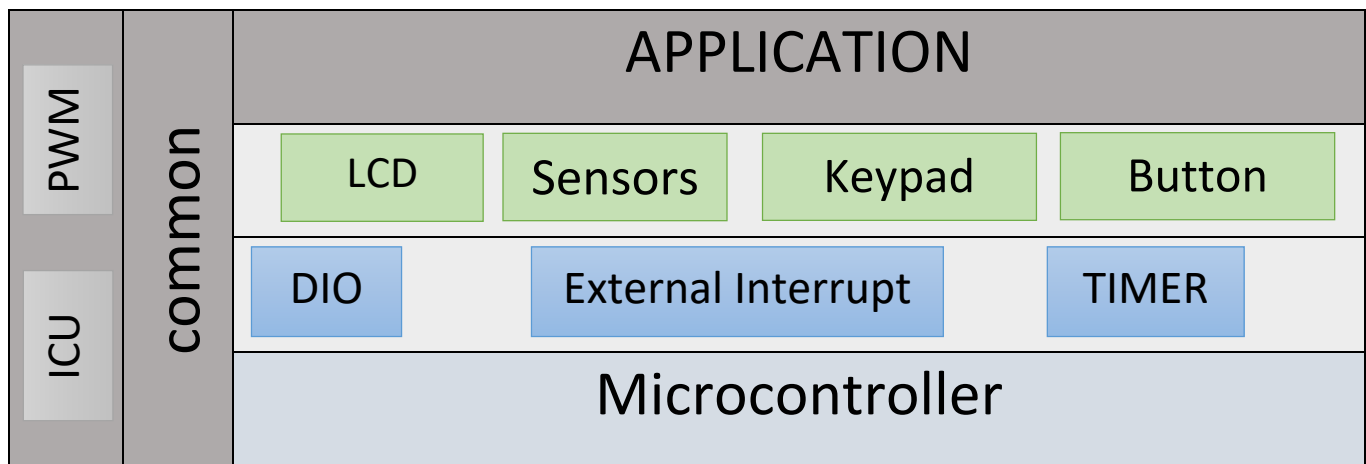 APPLICATION
LCD
Sensors
Keypad
Button
DIO
External Interrupt
TIMER
Microcontroller
common
PWM
ICU